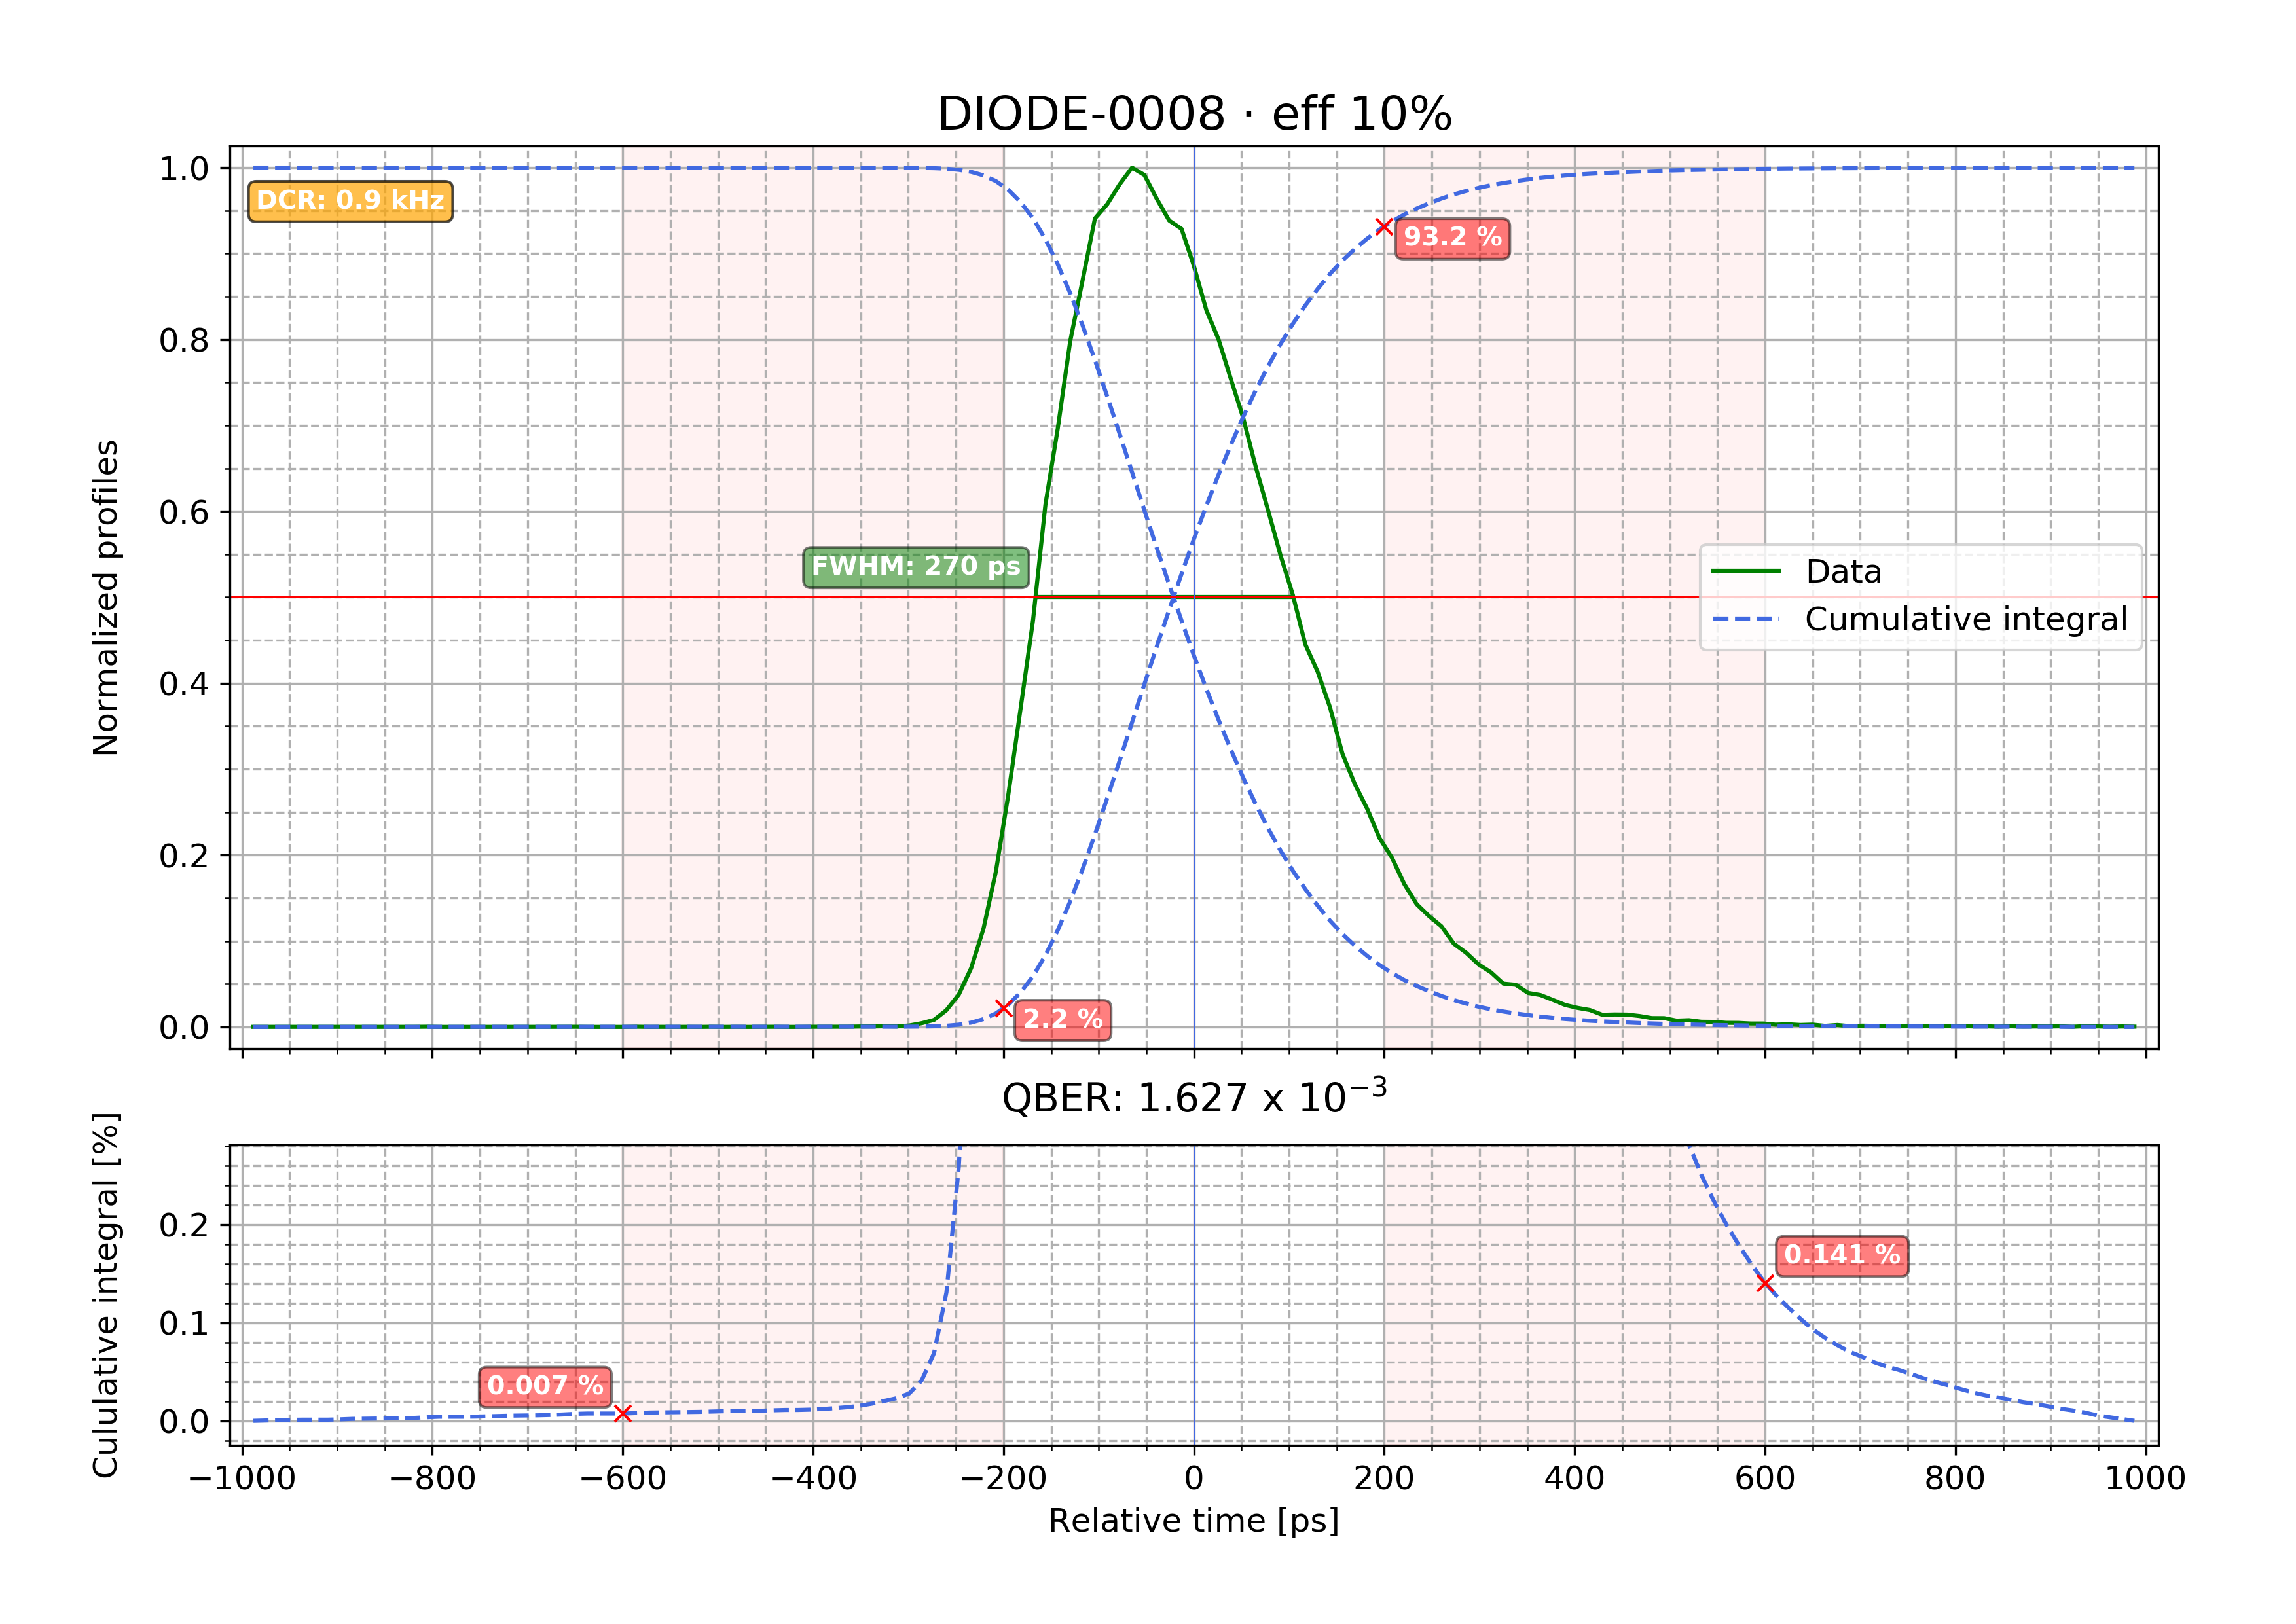 DIODE-0008 · eff 10%
Normalized profiles
1.0
0.8
0.6
0.4
0.2
0.0
DCR: 0.9 kHz
93.2 %
FWHM: 270 ps
Data
Cumulative integral
2.2 %
QBER: 1.627 x 10⁻³
Cululative integral [%]
0.2
0.1
0.0
0.141 %
0.007 %
−1000 −800 −600 −400 −200 0 200 400 600 800 1000
Relative time [ps]